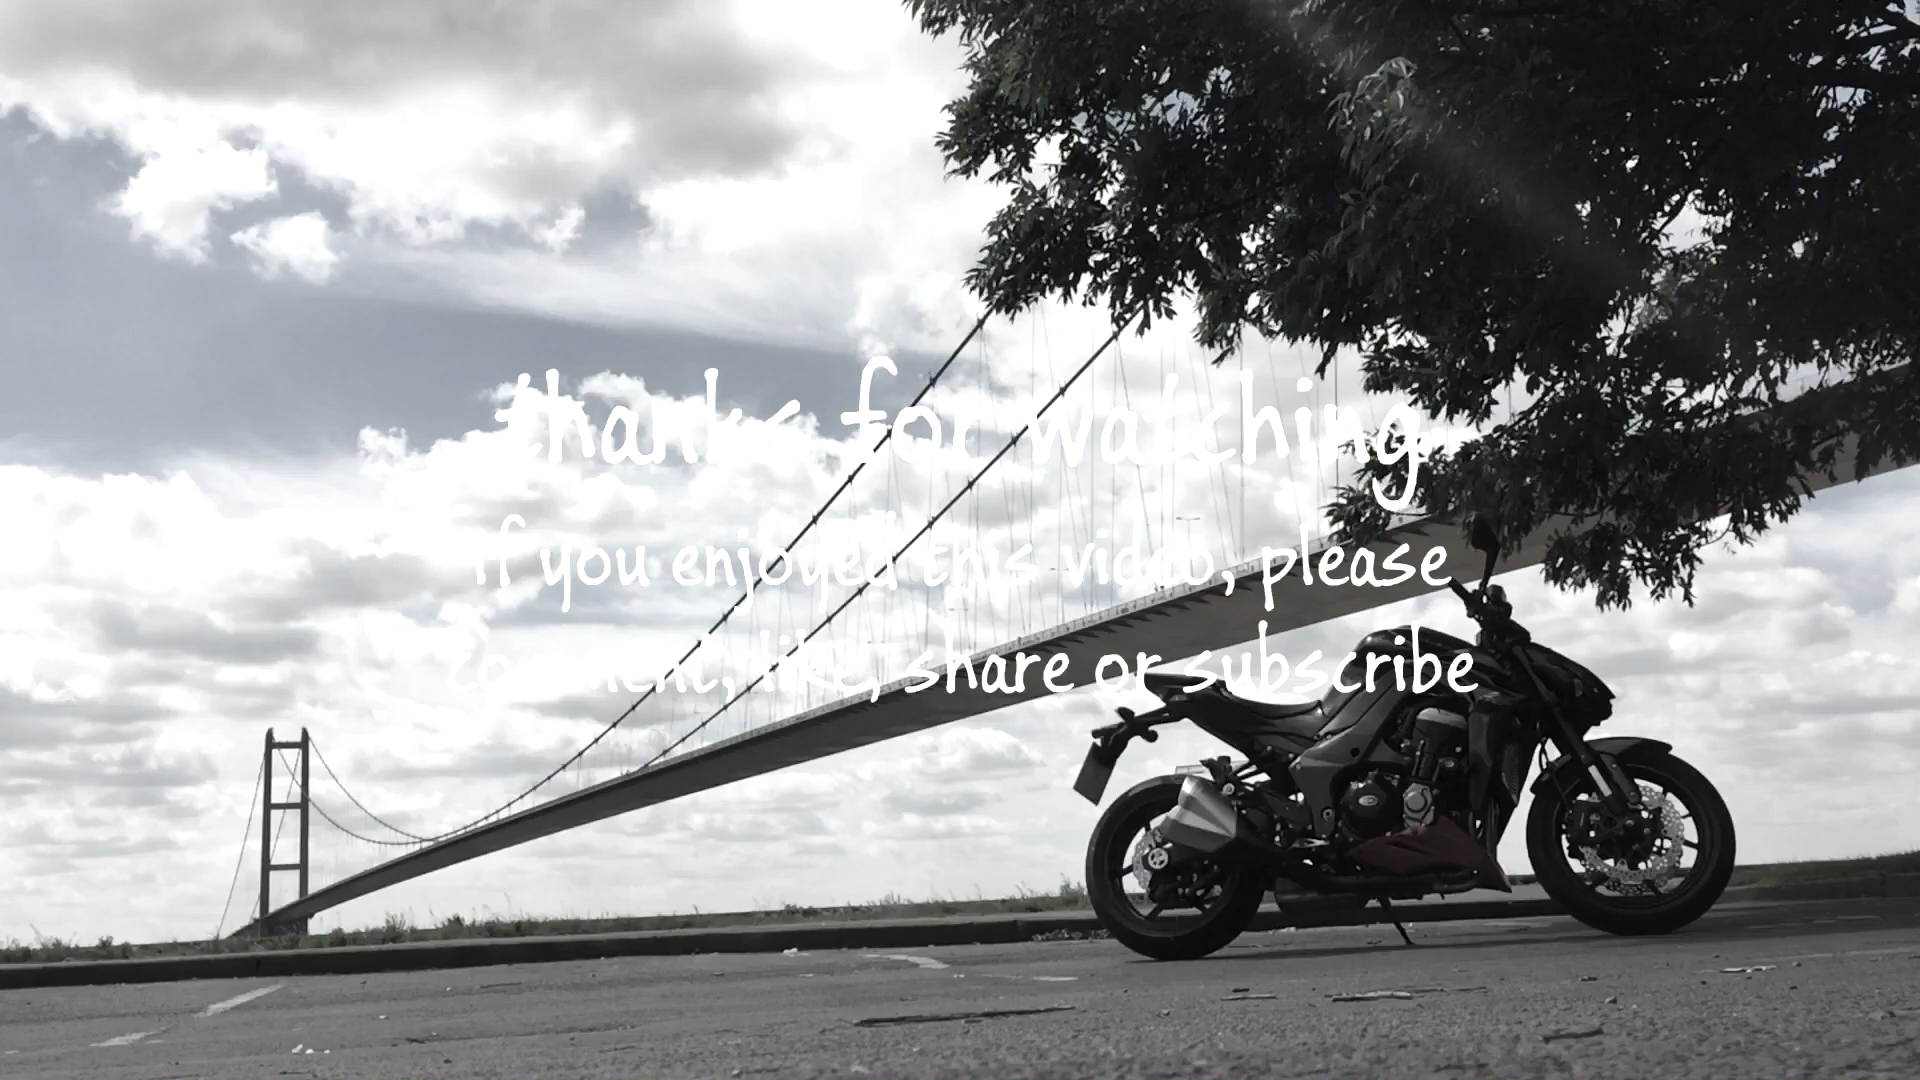 thanks for watching
if you enjoyed this video, please
comment, like, share or subscribe